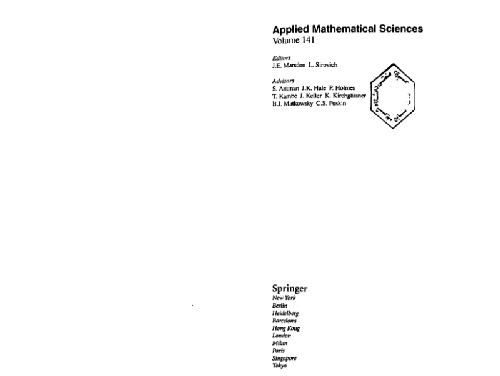 Applied Mathematical Sciences
Volume 141
Editors
J.E. Marsden L. Sirovich
Advisors
S. Antman J.K. Hale P. Holmes
T. Kambe J. Keller K. Kirchgässner
B.J. Matkowsky C.S. Peskin
Springer
New York
Berlin
Heidelberg
Barcelona
Hong Kong
London
Milan
Paris
Singapore
Tokyo